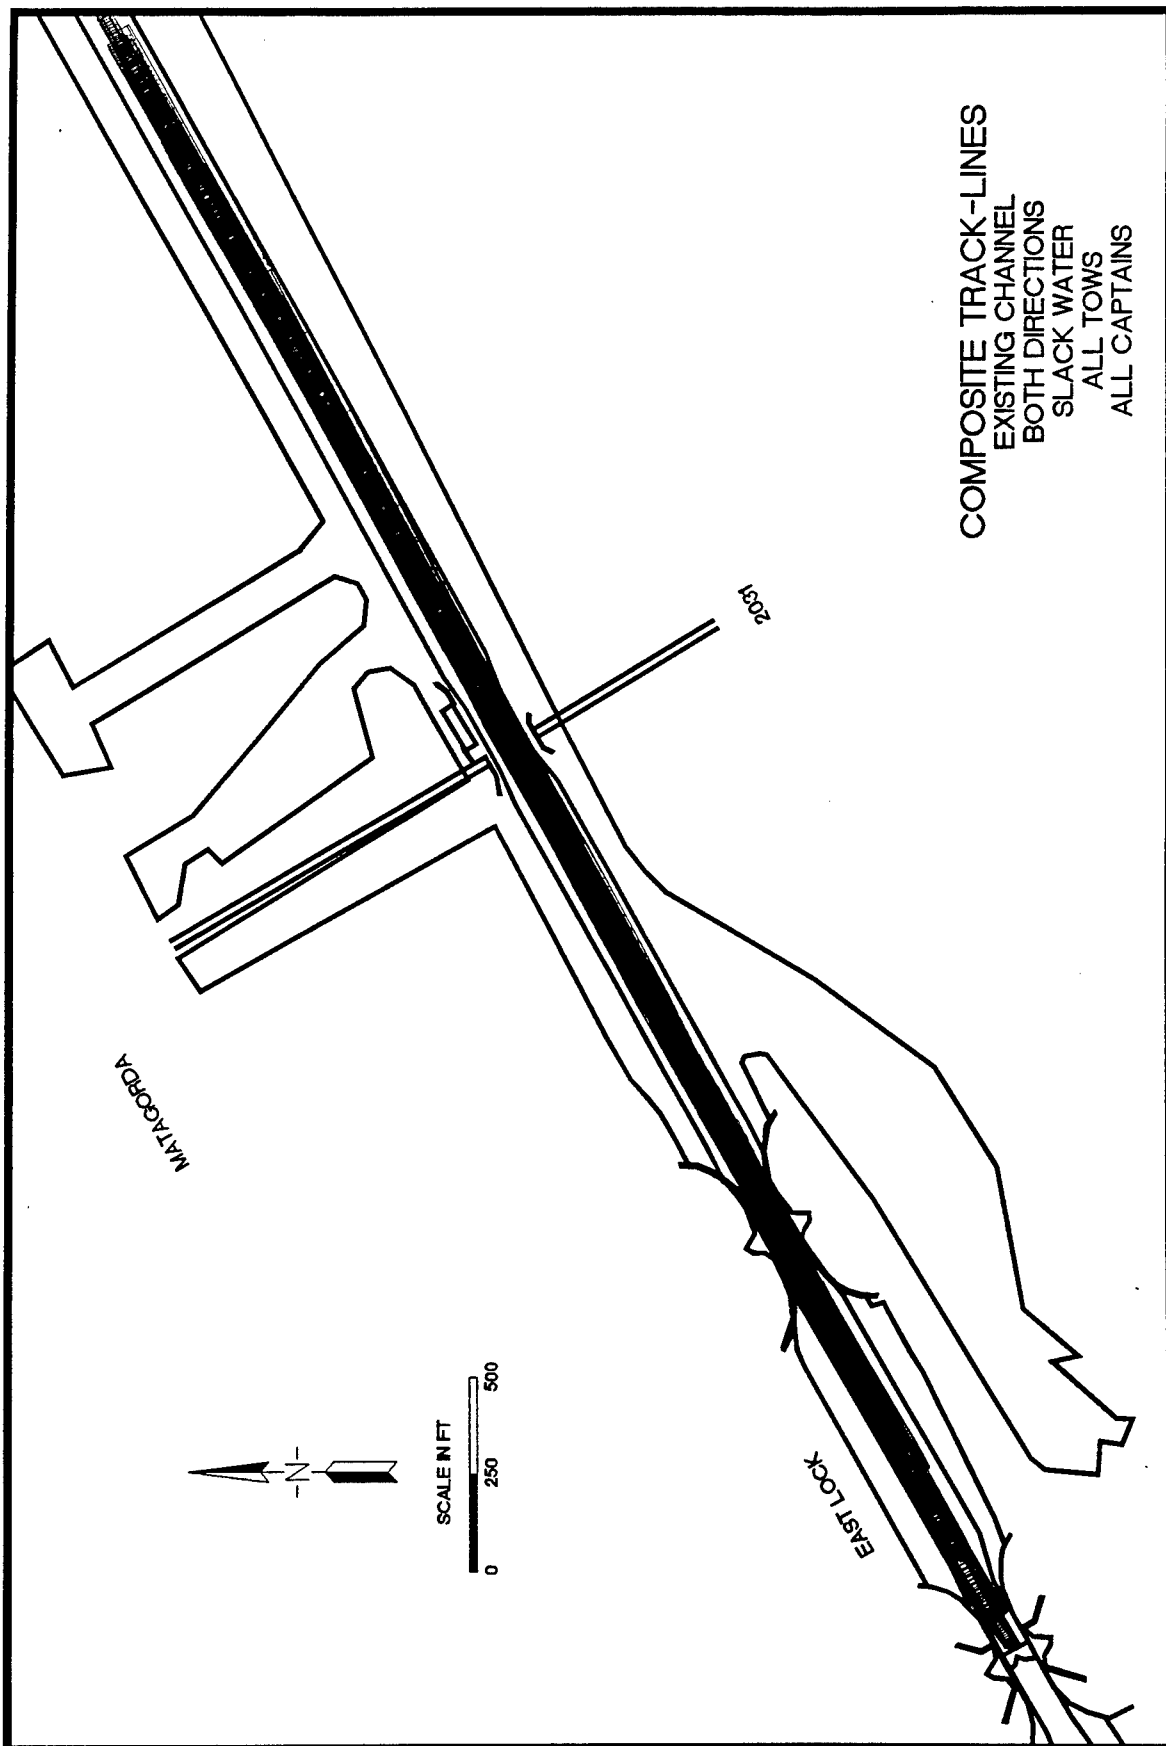 MATAGORDA
-N-
SCALE IN FT
0 250 500
EAST LOCK
2031
COMPOSITE TRACK-LINES
EXISTING CHANNEL
BOTH DIRECTIONS
SLACK WATER
ALL TOWS
ALL CAPTAINS